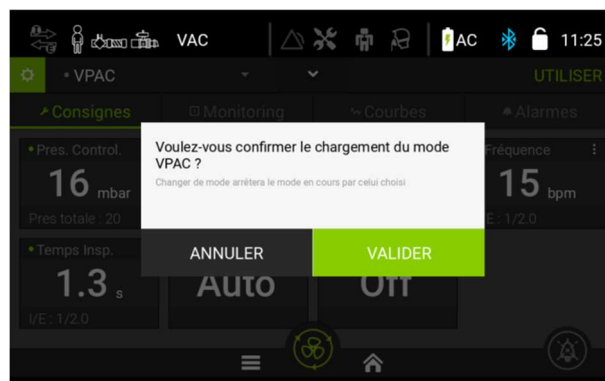 VAC
AC
11:25
• VPAC
UTILISER
Consignes
Monitoring
Courbes
Alarmes
Voulez-vous confirmer le chargement du mode
VPAC ?
Changer de mode arrêtera le mode en cours par celui choisi
ANNULER
VALIDER
• Pres. Control.
16 mbar
Pres totale : 20
Fréquence
15 bpm
E : 1/2.0
• Temps Insp.
1.3 s
I/E : 1/2.0
Auto
Off